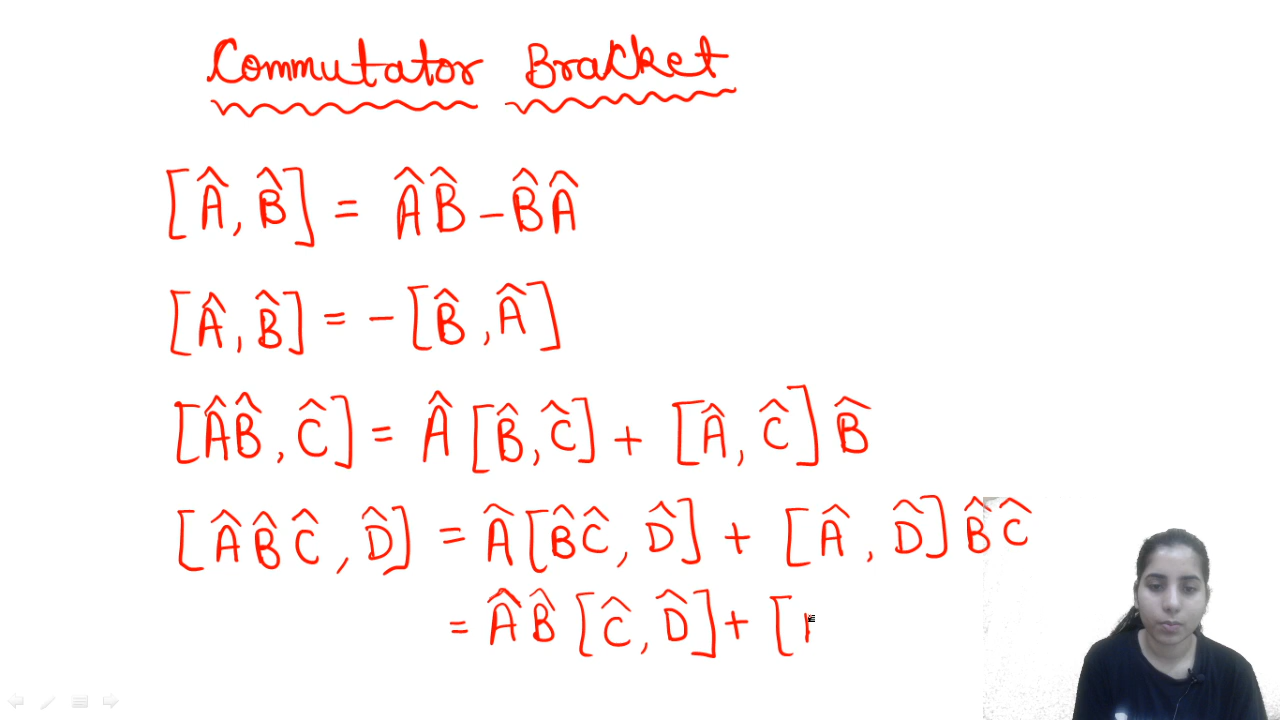 Commutator Bracket
[Â, B̂] = ÂB̂ - B̂Â
[Â, B̂] = - [B̂, Â]
[ÂB̂, Ĉ] = Â [B̂, Ĉ] + [Â, Ĉ] B̂
[ÂB̂Ĉ, D̂] = Â [B̂Ĉ, D̂] + [Â, D̂] B̂Ĉ
= ÂB̂ [Ĉ, D̂] + [